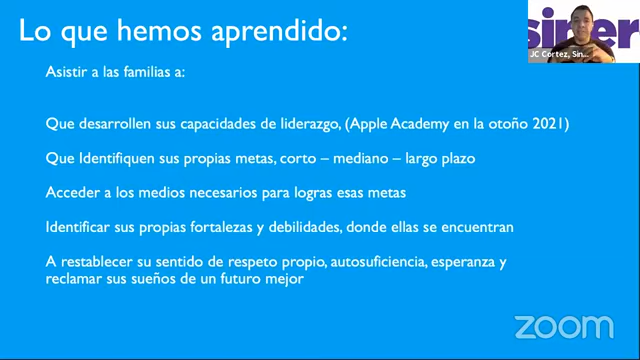 Lo que hemos aprendido:
siner
JC Cortez, Sin...
Asistir a las familias a:
Que desarrollen sus capacidades de liderazgo, (Apple Academy en la otoño 2021)
Que Identifiquen sus propias metas, corto – mediano – largo plazo
Acceder a los medios necesarios para logras esas metas
Identificar sus propias fortalezas y debilidades, donde ellas se encuentran
A restablecer su sentido de respeto propio, autosuficiencia, esperanza y
reclamar sus sueños de un futuro mejor
zoom